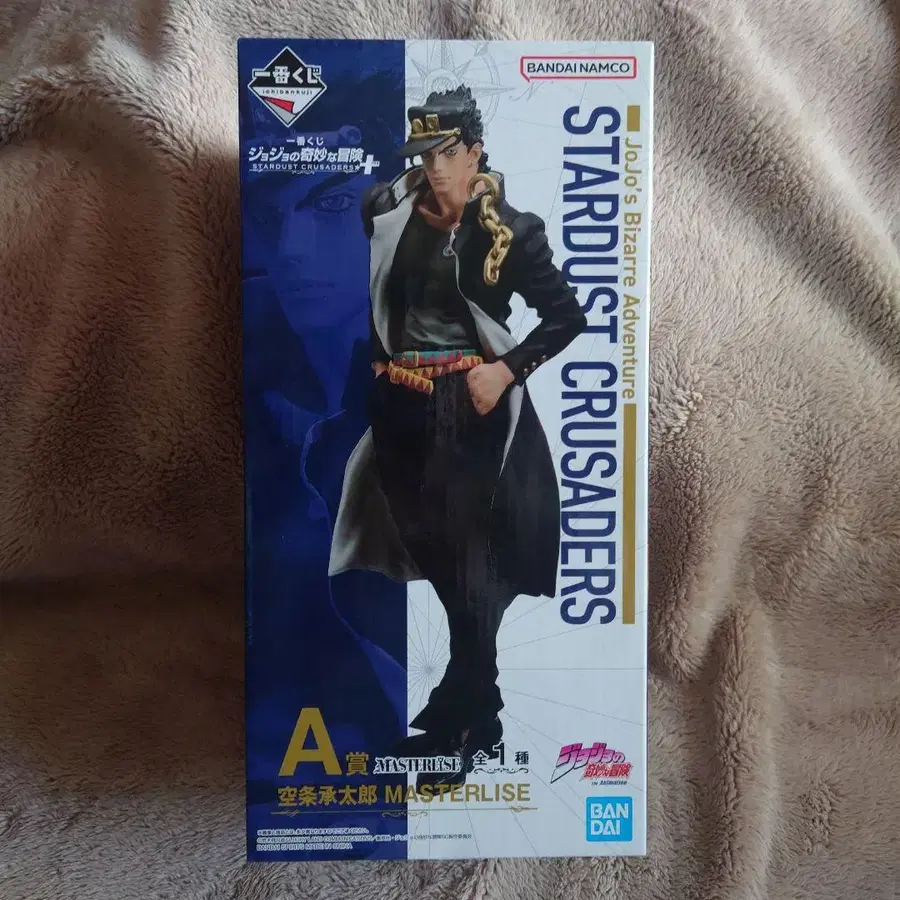 一番くじ
ichibankuji
一番くじ
ジョジョの奇妙な冒険
STARDUST CRUSADERS+
BANDAI NAMCO
JoJo's Bizarre Adventure
STARDUST CRUSADERS
A賞 MASTERLISE 全1種
空条承太郎 MASTERLISE
ジョジョの
奇妙な冒険
BAN
DAI